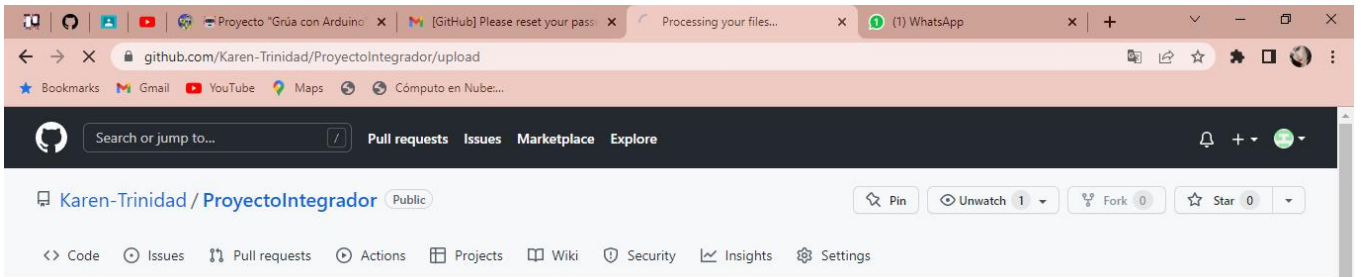 Proyecto "Grúa con Arduino" [GitHub] Please reset your pass Processing your files... (1) WhatsApp
github.com/Karen-Trinidad/ProyectoIntegrador/upload
Bookmarks Gmail YouTube Maps Cómputo en Nube:...
Search or jump to... / Pull requests Issues Marketplace Explore
Karen-Trinidad / ProyectoIntegrador Public Pin Unwatch 1 Fork 0 Star 0
<> Code Issues Pull requests Actions Projects Wiki Security Insights Settings